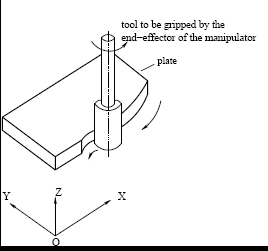 tool to be gripped by the
end-effector of the manipulator
plate
Y
Z
X
O